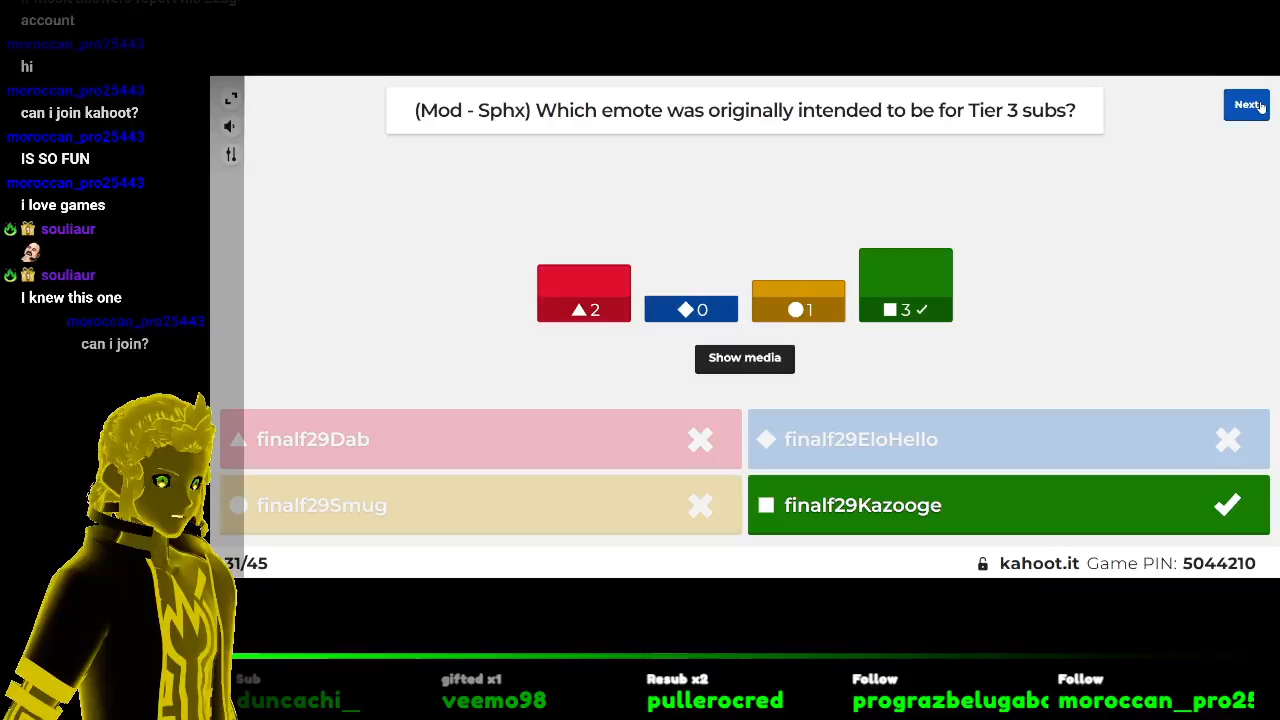 account
moroccan_pro25443
hi
moroccan_pro25443
can i join kahoot?
moroccan_pro25443
IS SO FUN
moroccan_pro25443
i love games
souliaur
souliaur
I knew this one
moroccan_pro25443
can i join?
(Mod - Sphx) Which emote was originally intended to be for Tier 3 subs?
Next
2
0
1
3
Show media
finalf29Dab
finalf29EloHello
finalf29Smug
finalf29Kazooge
31/45
kahoot.it Game PIN: 5044210
Sub
duncachi__
gifted x1
veemo98
Resub x2
pullerocred
Follow
prograzbelugabc
Follow
moroccan_pro25